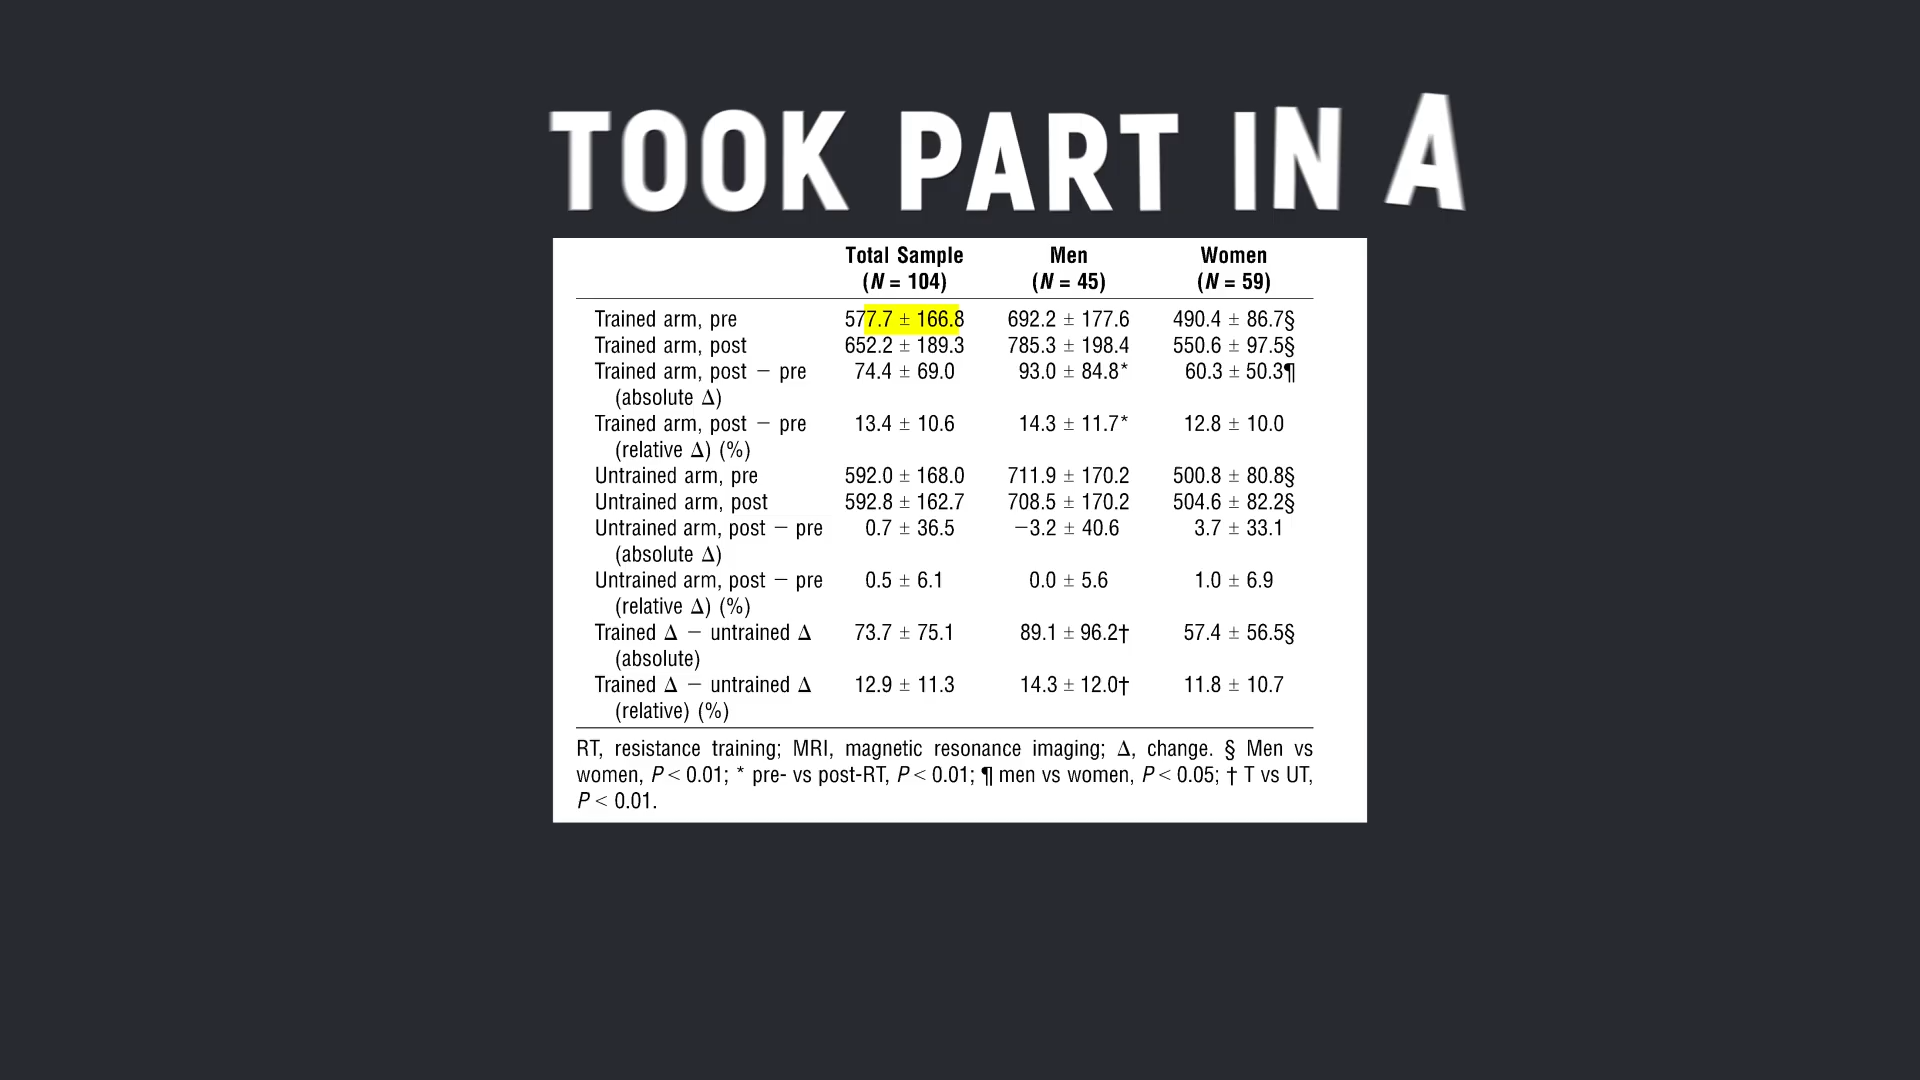 TOOK PART IN A
Total Sample Men Women
(N = 104) (N = 45) (N = 59)
Trained arm, pre 577.7 ± 166.8 692.2 ± 177.6 490.4 ± 86.7§
Trained arm, post 652.2 ± 189.3 785.3 ± 198.4 550.6 ± 97.5§
Trained arm, post − pre 74.4 ± 69.0 93.0 ± 84.8* 60.3 ± 50.3¶
(absolute Δ)
Trained arm, post − pre 13.4 ± 10.6 14.3 ± 11.7* 12.8 ± 10.0
(relative Δ) (%)
Untrained arm, pre 592.0 ± 168.0 711.9 ± 170.2 500.8 ± 80.8§
Untrained arm, post 592.8 ± 162.7 708.5 ± 170.2 504.6 ± 82.2§
Untrained arm, post − pre 0.7 ± 36.5 −3.2 ± 40.6 3.7 ± 33.1
(absolute Δ)
Untrained arm, post − pre 0.5 ± 6.1 0.0 ± 5.6 1.0 ± 6.9
(relative Δ) (%)
Trained Δ − untrained Δ 73.7 ± 75.1 89.1 ± 96.2† 57.4 ± 56.5§
(absolute)
Trained Δ − untrained Δ 12.9 ± 11.3 14.3 ± 12.0† 11.8 ± 10.7
(relative) (%)
RT, resistance training; MRI, magnetic resonance imaging; Δ, change. § Men vs
women, P < 0.01; * pre- vs post-RT, P < 0.01; ¶ men vs women, P < 0.05; † T vs UT,
P < 0.01.